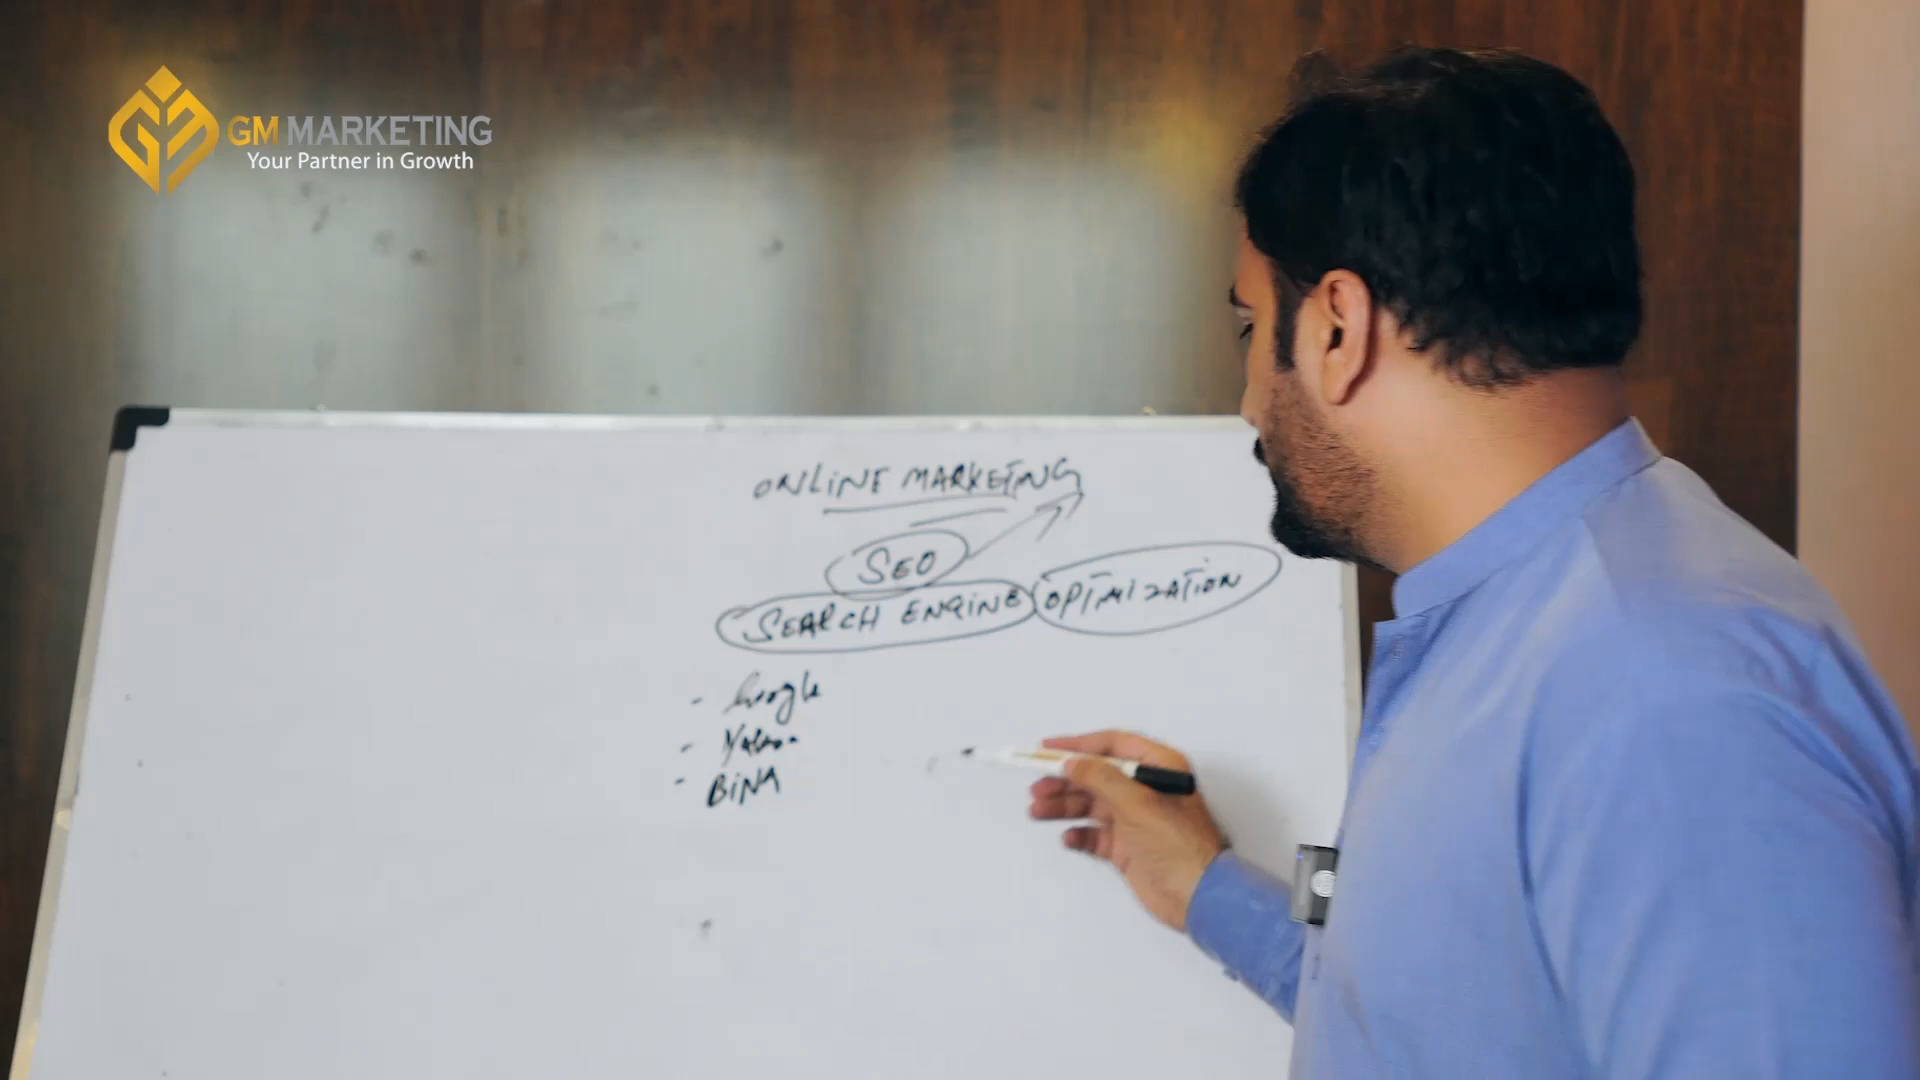 GM MARKETING
Your Partner in Growth
ONLINE MARKETING
SEO
SEARCH ENGINE OPTIMIZATION
- Google
- Yahoo
- BING